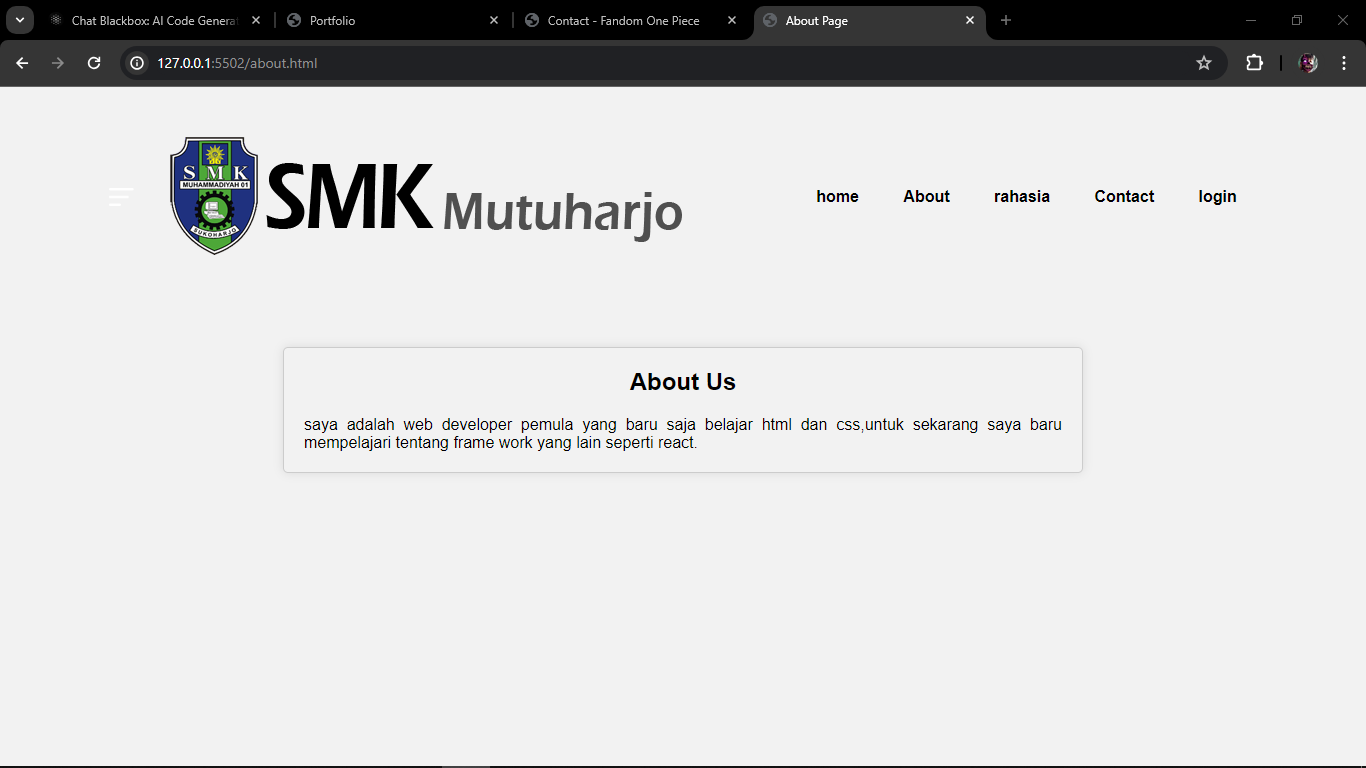 Chat Blackbox: AI Code Generat
Portfolio
Contact - Fandom One Piece
About Page
127.0.0.1:5502/about.html
SMK
MUHAMMADIYAH 01
SUKOHARJO
SMK Mutuharjo
home
About
rahasia
Contact
login
About Us
saya adalah web developer pemula yang baru saja belajar html dan css,untuk sekarang saya baru
mempelajari tentang frame work yang lain seperti react.